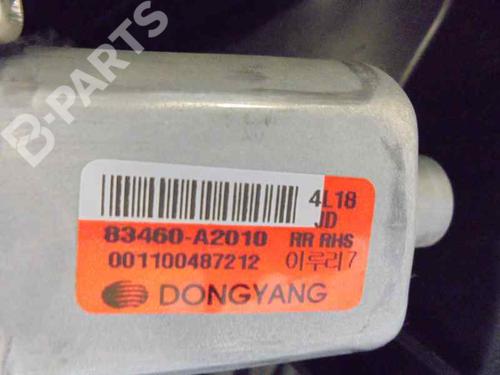 B-PARTS
4L18
JD
83460-A2010 RR RHS
001100487212 이루리7
DONGYANG